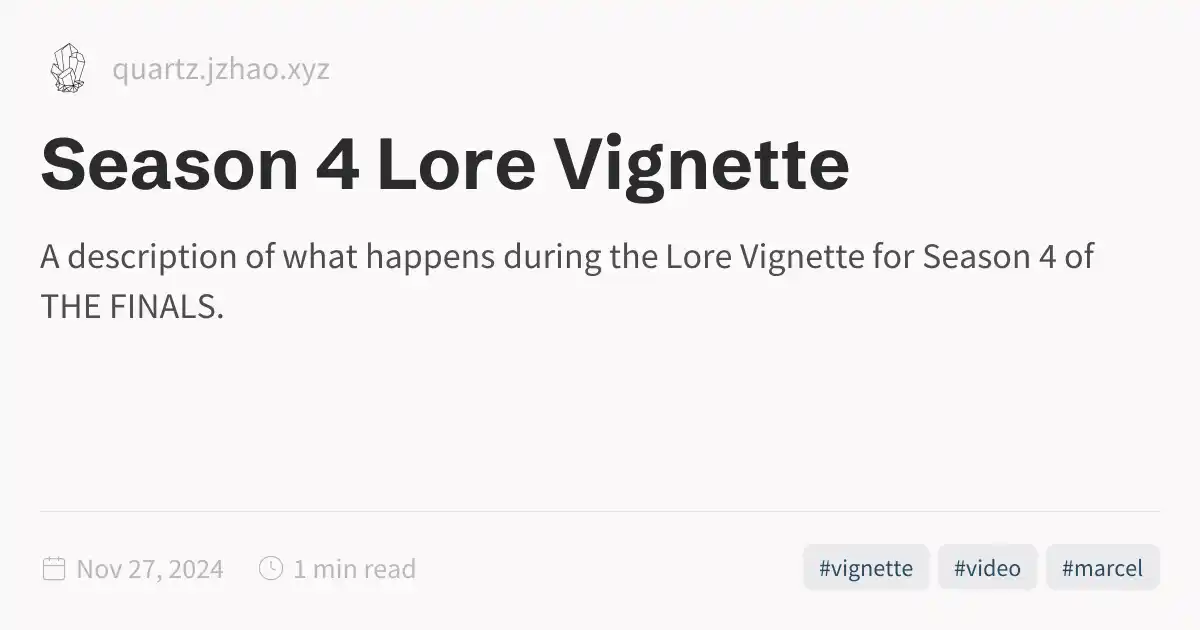 quartz.jzhao.xyz
Season 4 Lore Vignette
A description of what happens during the Lore Vignette for Season 4 of
THE FINALS.
Nov 27, 2024 1 min read #vignette #video #marcel